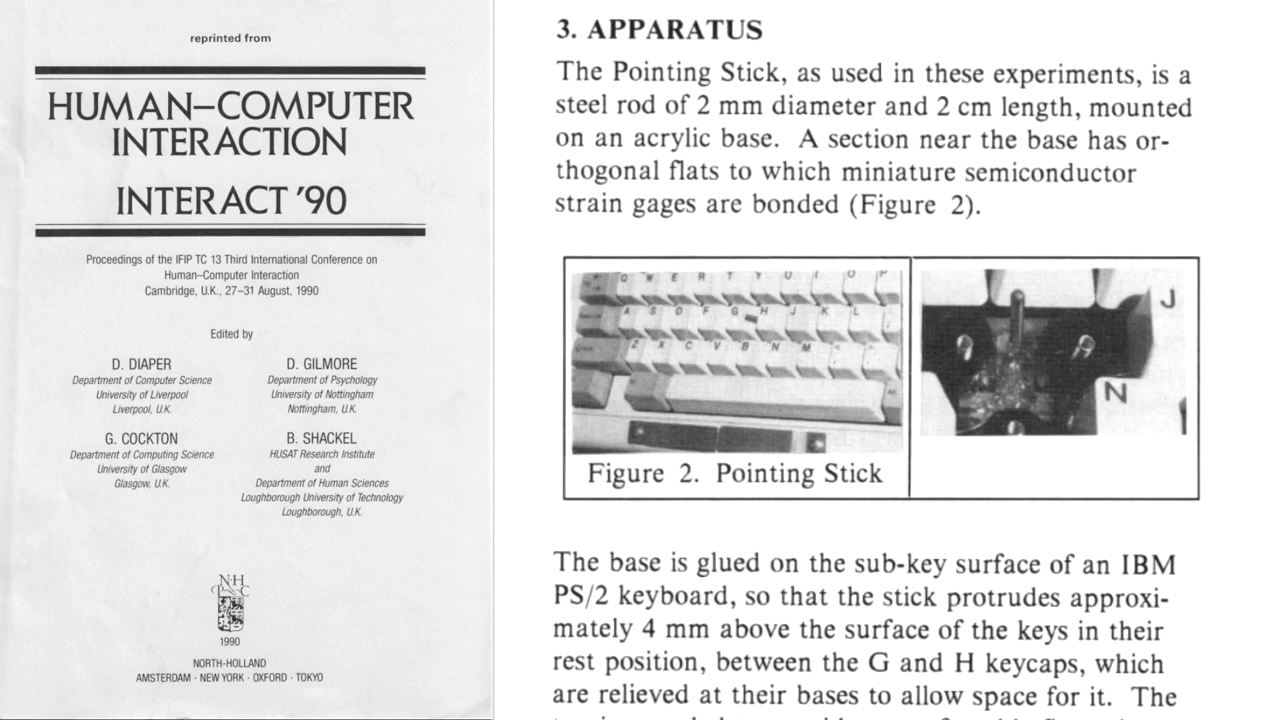 reprinted from
HUMAN–COMPUTER
INTERACTION
INTERACT ’90
Proceedings of the IFIP TC 13 Third International Conference on
Human–Computer Interaction
Cambridge, U.K., 27–31 August, 1990
Edited by
D. DIAPER
Department of Computer Science
University of Liverpool
Liverpool, U.K.
D. GILMORE
Department of Psychology
University of Nottingham
Nottingham, U.K.
G. COCKTON
Department of Computing Science
University of Glasgow
Glasgow, U.K.
B. SHACKEL
HUSAT Research Institute
and
Department of Human Sciences
Loughborough University of Technology
Loughborough, U.K.
N·H
P C
1990
NORTH-HOLLAND
AMSTERDAM · NEW YORK · OXFORD · TOKYO
3. APPARATUS
The Pointing Stick, as used in these experiments, is a
steel rod of 2 mm diameter and 2 cm length, mounted
on an acrylic base. A section near the base has or-
thogonal flats to which miniature semiconductor
strain gages are bonded (Figure 2).
Q W E R T Y U I O P
A S D F G H J K L ;
Z X C V B N M < >
J
N
Figure 2. Pointing Stick
The base is glued on the sub-key surface of an IBM
PS/2 keyboard, so that the stick protrudes approxi-
mately 4 mm above the surface of the keys in their
rest position, between the G and H keycaps, which
are relieved at their bases to allow space for it. The